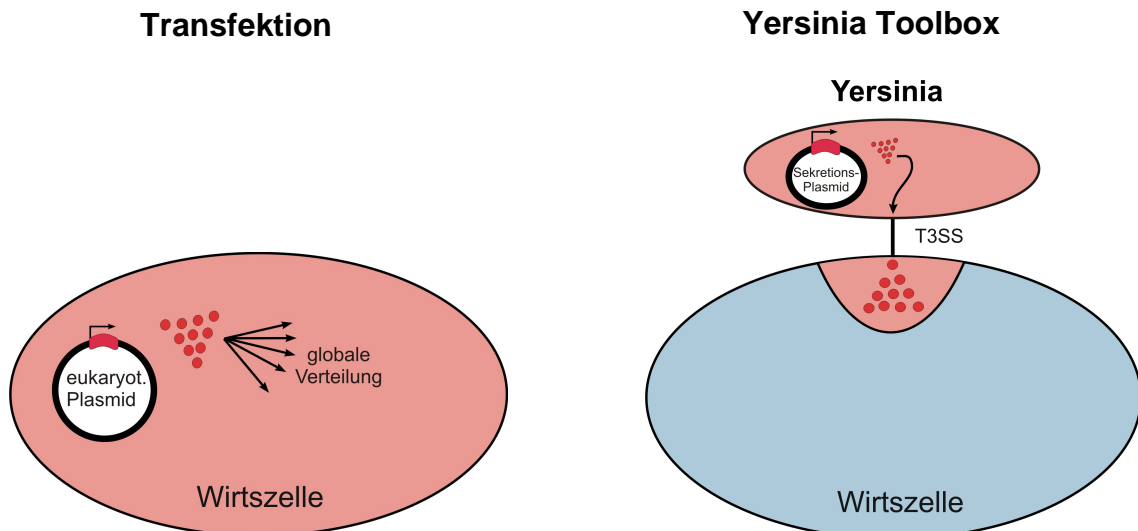 Transfektion
eukaryot.
Plasmid
globale
Verteilung
Wirtszelle
Yersinia Toolbox
Yersinia
Sekretions-
Plasmid
T3SS
Wirtszelle